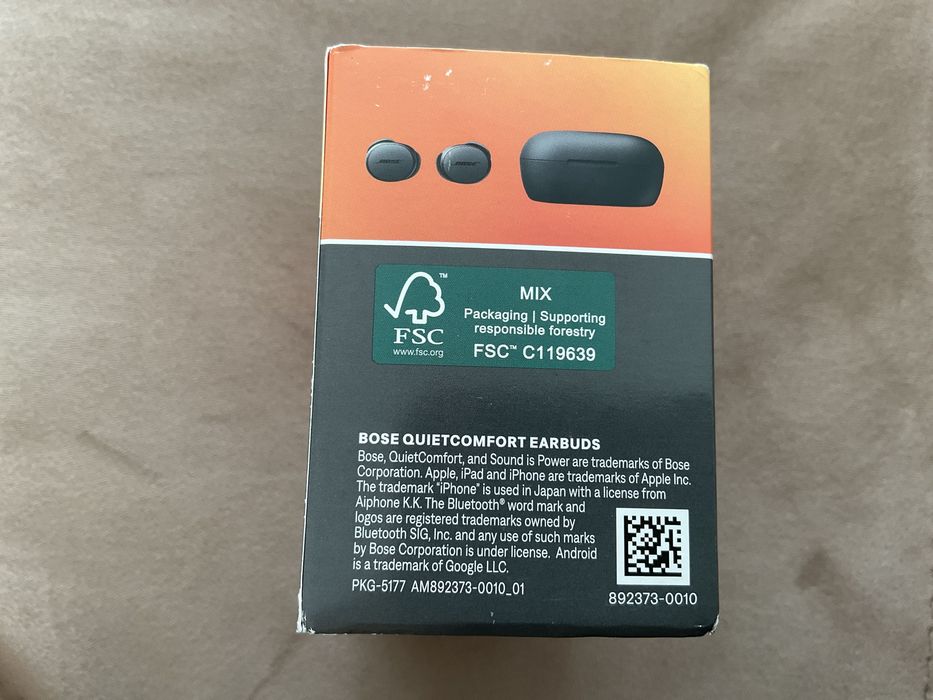 BOSE
BOSE
FSC
www.fsc.org
™
MIX
Packaging | Supporting
responsible forestry
FSC™ C119639
BOSE QUIETCOMFORT EARBUDS
Bose, QuietComfort, and Sound is Power are trademarks of Bose
Corporation. Apple, iPad and iPhone are trademarks of Apple Inc.
The trademark "iPhone" is used in Japan with a license from
Aiphone K.K. The Bluetooth® word mark and
logos are registered trademarks owned by
Bluetooth SIG, Inc. and any use of such marks
by Bose Corporation is under license. Android
is a trademark of Google LLC.
PKG-5177 AM892373-0010_01
892373-0010